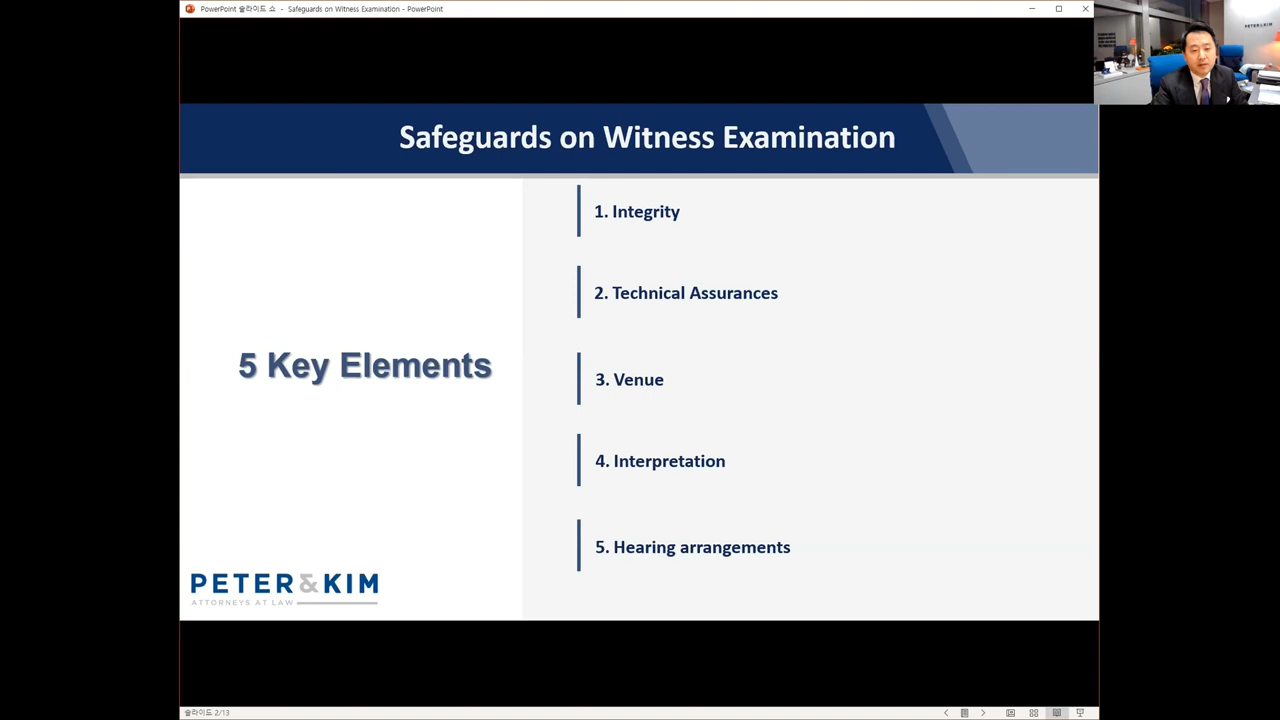 PowerPoint 슬라이드 쇼 - Safeguards on Witness Examination - PowerPoint
PETER&KIM
Safeguards on Witness Examination
1. Integrity
2. Technical Assurances
3. Venue
5 Key Elements
4. Interpretation
5. Hearing arrangements
PETER&KIM
ATTORNEYS AT LAW
슬라이드 2/13